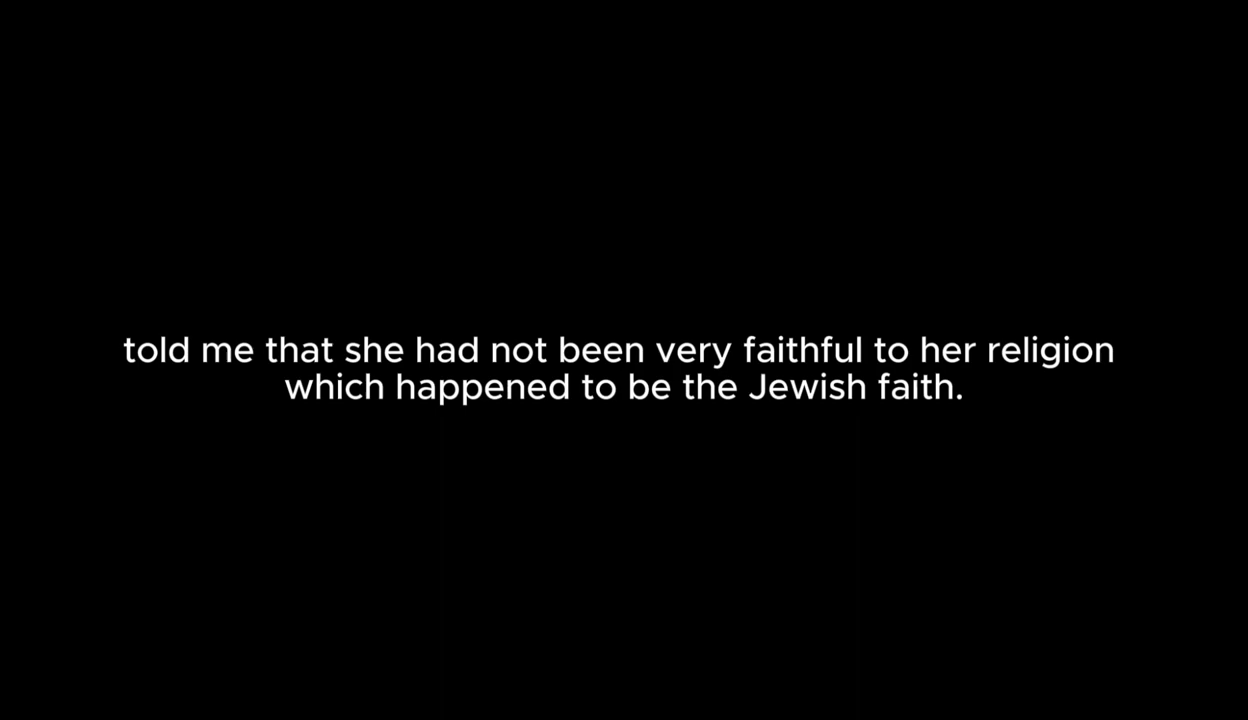 told me that she had not been very faithful to her religion
which happened to be the Jewish faith.